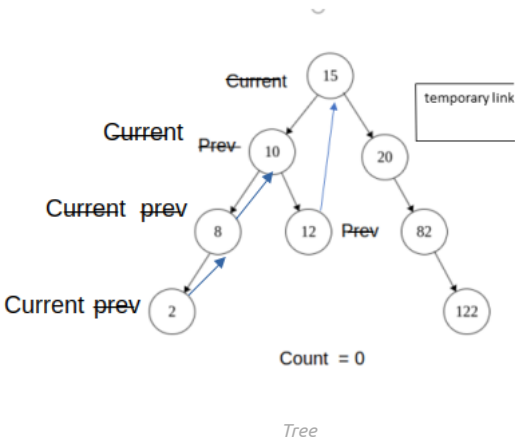 Current
15
temporary link
Current
Prev
10
20
Current prev
8
12
Prev
82
Current prev
2
122
Count = 0
Tree